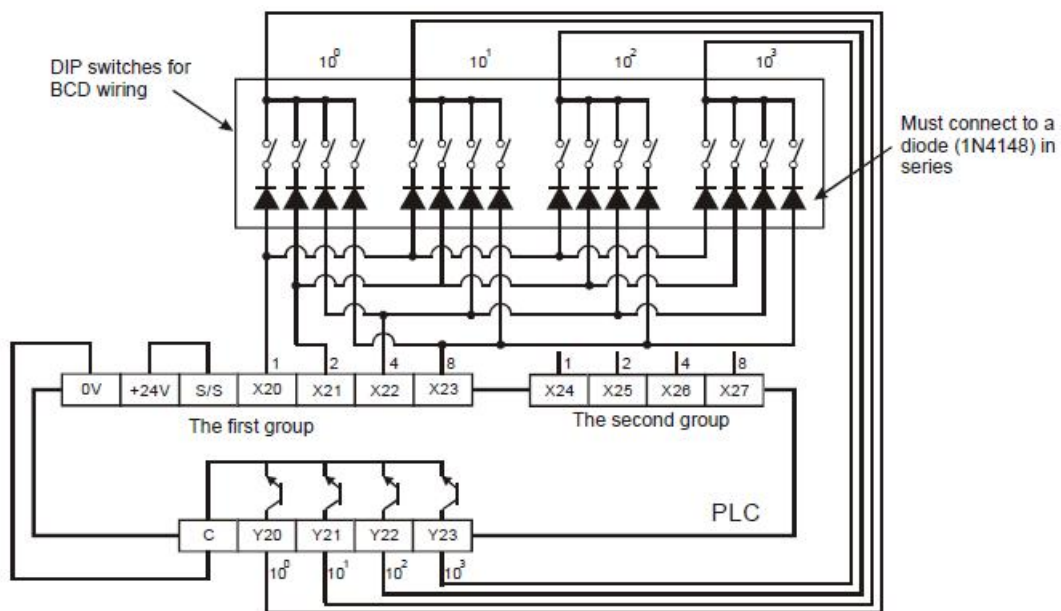 10⁰ 10¹ 10² 10³
DIP switches for
BCD wiring
Must connect to a
diode (1N4148) in
series
1 2 4 8 1 2 4 8
0V +24V S/S X20 X21 X22 X23 X24 X25 X26 X27
The first group
The second group
PLC
C Y20 Y21 Y22 Y23
10⁰ 10¹ 10² 10³